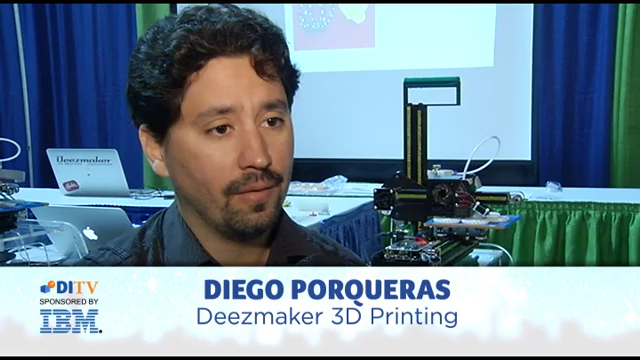 Deezmaker
DITV
SPONSORED BY
IBM.
DIEGO PORQUERAS
Deezmaker 3D Printing